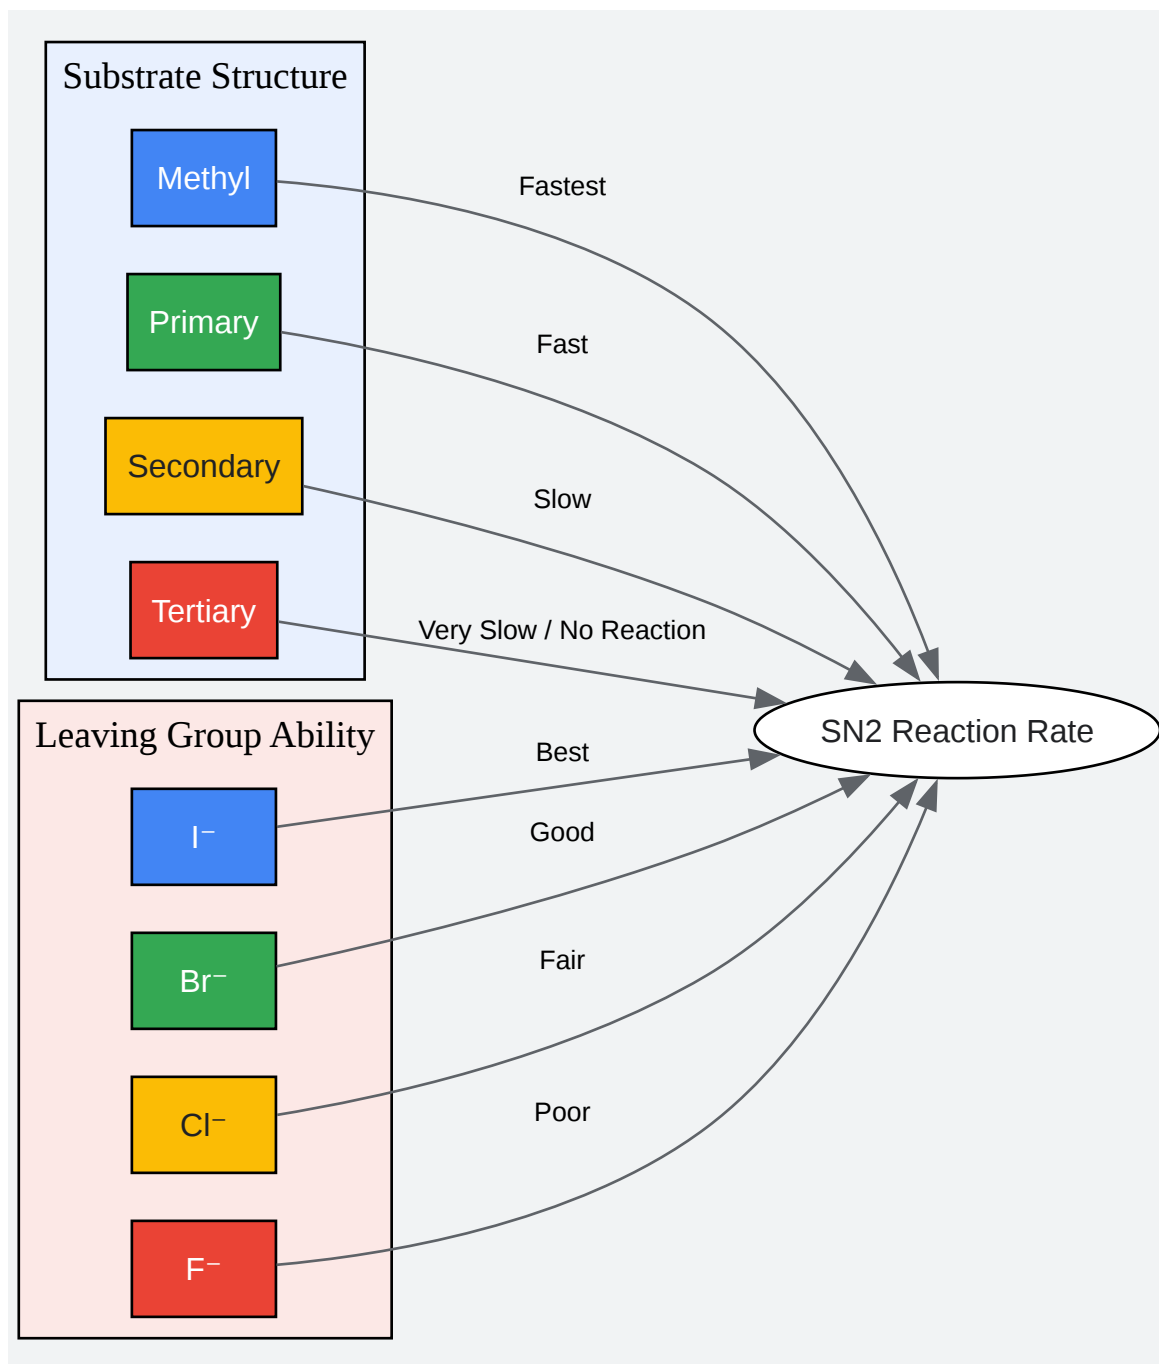 Substrate Structure
Methyl
Fastest
Primary
Fast
Secondary
Slow
Tertiary
Very Slow / No Reaction
SN2 Reaction Rate
Leaving Group Ability
Best
I⁻
Good
Br⁻
Fair
Cl⁻
Poor
F⁻